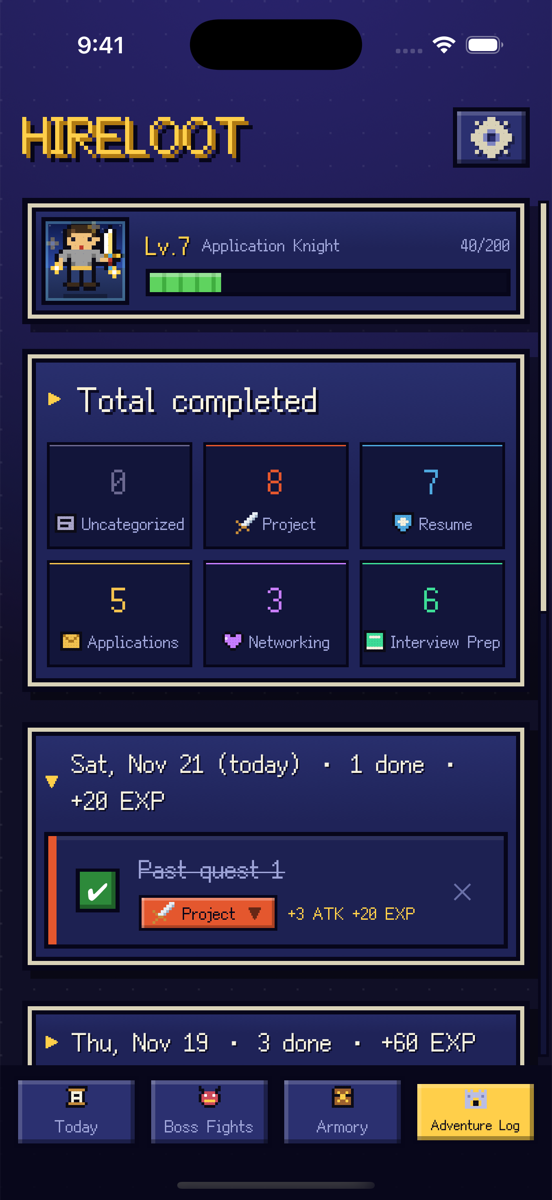 9:41
HIRELOOT
Lv.7 Application Knight 40/200
Total completed
0
Uncategorized
8
Project
7
Resume
5
Applications
3
Networking
6
Interview Prep
Sat, Nov 21 (today) · 1 done ·
+20 EXP
Past quest 1
Project ▼ +3 ATK +20 EXP
Thu, Nov 19 · 3 done · +60 EXP
Today
Boss Fights
Armory
Adventure Log